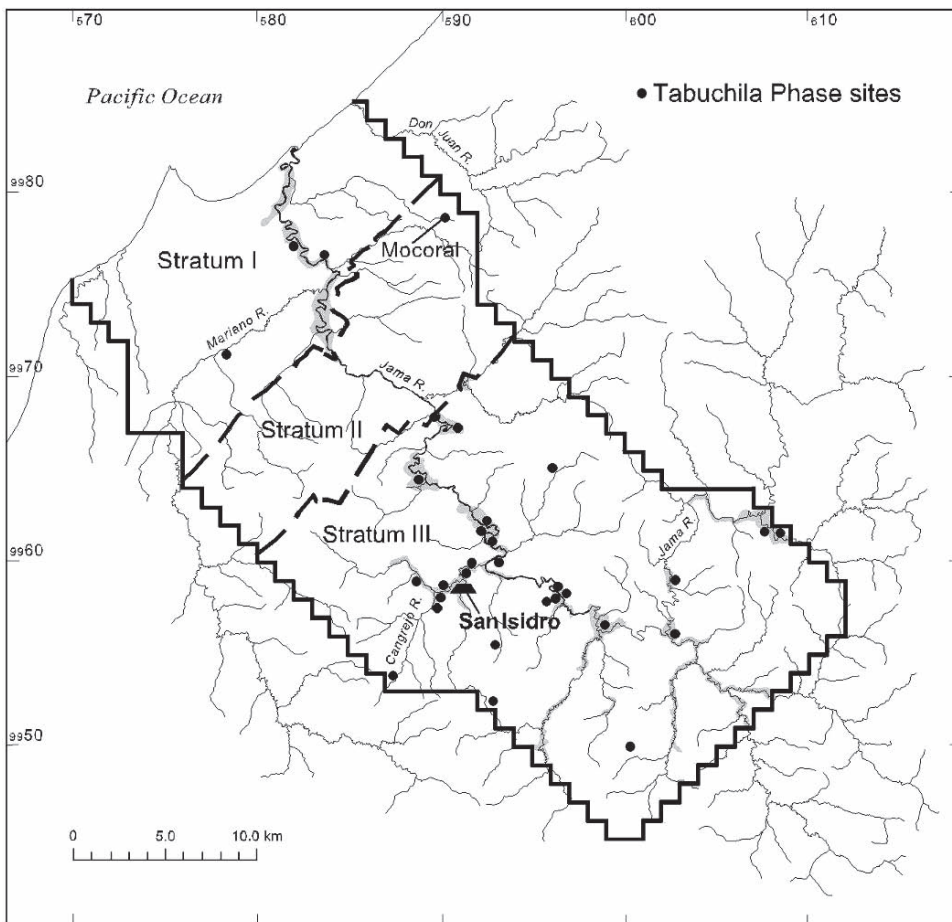 570 580 590 600 610
Pacific Ocean
Tabuchila Phase sites
Don Juan R.
9980
Mocoral
Stratum I
Mariano R.
9970
Jama R.
Stratum II
Stratum III
Jama R.
9960
San Isidro
Cangrejo R.
9950
0 5.0 10.0 km